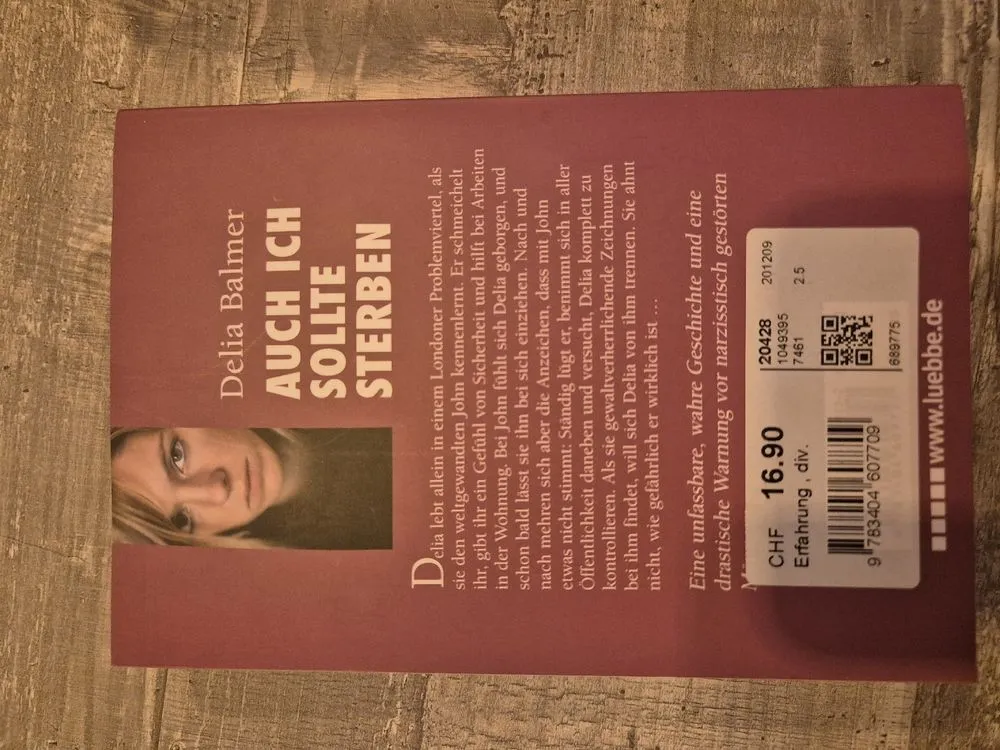 Delia Balmer
AUCH ICH
SOLLTE
STERBEN
Delia lebt allein in einem Londoner Problemviertel, als
sie den weltgewandten John kennenlernt. Er schmeichelt
ihr, gibt ihr ein Gefühl von Sicherheit und hilft bei Arbeiten
in der Wohnung. Bei John fühlt sich Delia geborgen, und
schon bald lässt sie ihn bei sich einziehen. Nach und
nach mehren sich aber die Anzeichen, dass mit John
etwas nicht stimmt: Ständig lügt er, benimmt sich in aller
Öffentlichkeit daneben und versucht, Delia komplett zu
kontrollieren. Als sie gewaltverherrlichende Zeichnungen
bei ihm findet, will sich Delia von ihm trennen. Sie ahnt
nicht, wie gefährlich er wirklich ist ...
Eine unfassbare, wahre Geschichte und eine
drastische Warnung vor narzisstisch gestörten
CHF 16.90
Erfahrung , div.
9 783404 607709
20428 201209
1049395
7461 2.5
689775
www.luebbe.de